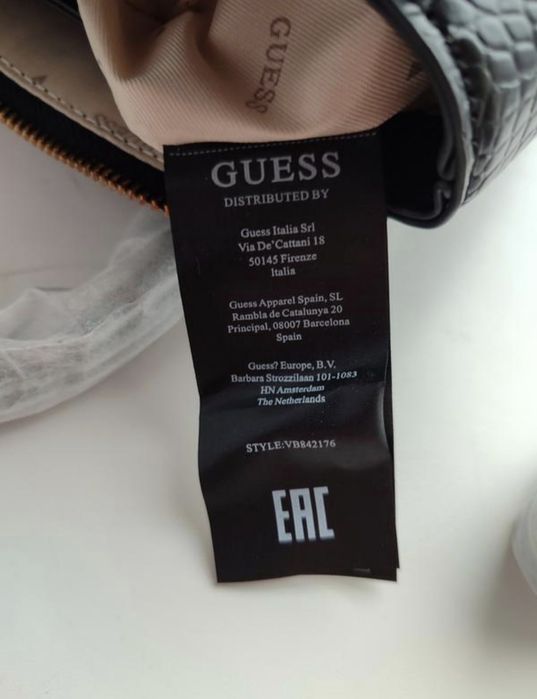 GUESS
GUESS
DISTRIBUTED BY
Guess Italia Srl
Via De'Cattani 18
50145 Firenze
Italia
Guess Apparel Spain, SL
Rambla de Catalunya 20
Principal, 08007 Barcelona
Spain
Guess? Europe, B.V.
Barbara Strozzilaan 101-1083
HN Amsterdam
The Netherlands
STYLE:VB842176
EAC